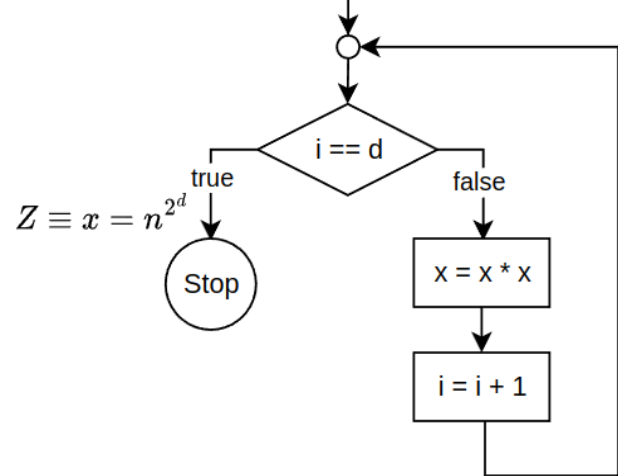 i == d
true
false
Z ≡ x = n^{2^d}
x = x * x
Stop
i = i + 1